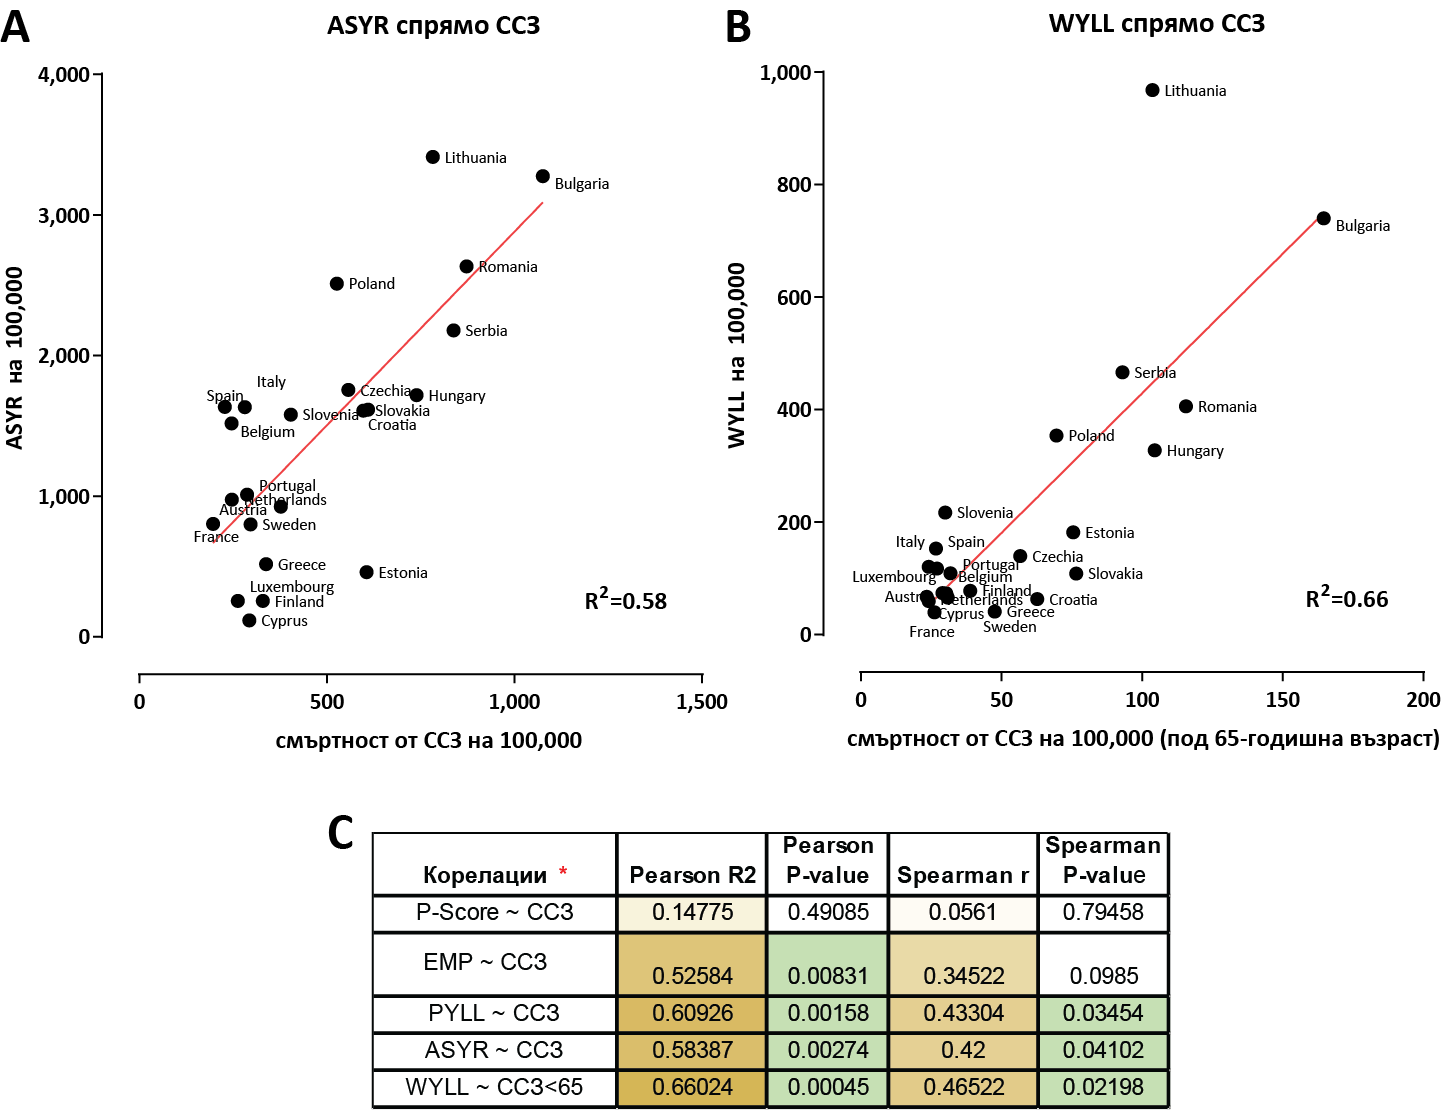 A
ASYR спрямо ССЗ
4,000
3,000
2,000
1,000
0
ASYR на 100,000
Lithuania
Bulgaria
Romania
Poland
Serbia
Italy
Spain
Czechia
Hungary
Slovenia
Slovakia
Croatia
Belgium
Portugal
Netherlands
Austria
Sweden
France
Greece
Estonia
Luxembourg
Finland
Cyprus
R²=0.58
0
500
1,000
1,500
смъртност от ССЗ на 100,000
B
WYLL спрямо ССЗ
1,000
800
600
400
200
0
WYLL на 100,000
Lithuania
Bulgaria
Serbia
Romania
Poland
Hungary
Slovenia
Estonia
Italy
Spain
Czechia
Portugal
Slovakia
Luxembourg
Belgium
Finland
Austria
Netherlands
Croatia
Cyprus
Greece
France
Sweden
R²=0.66
0
50
100
150
200
смъртност от ССЗ на 100,000 (под 65-годишна възраст)
C
Корелации * Pearson R2 Pearson P-value Spearman r Spearman P-value
P-Score ~ ССЗ 0.14775 0.49085 0.0561 0.79458
EMP ~ ССЗ 0.52584 0.00831 0.34522 0.0985
PYLL ~ ССЗ 0.60926 0.00158 0.43304 0.03454
ASYR ~ ССЗ 0.58387 0.00274 0.42 0.04102
WYLL ~ ССЗ<65 0.66024 0.00045 0.46522 0.02198